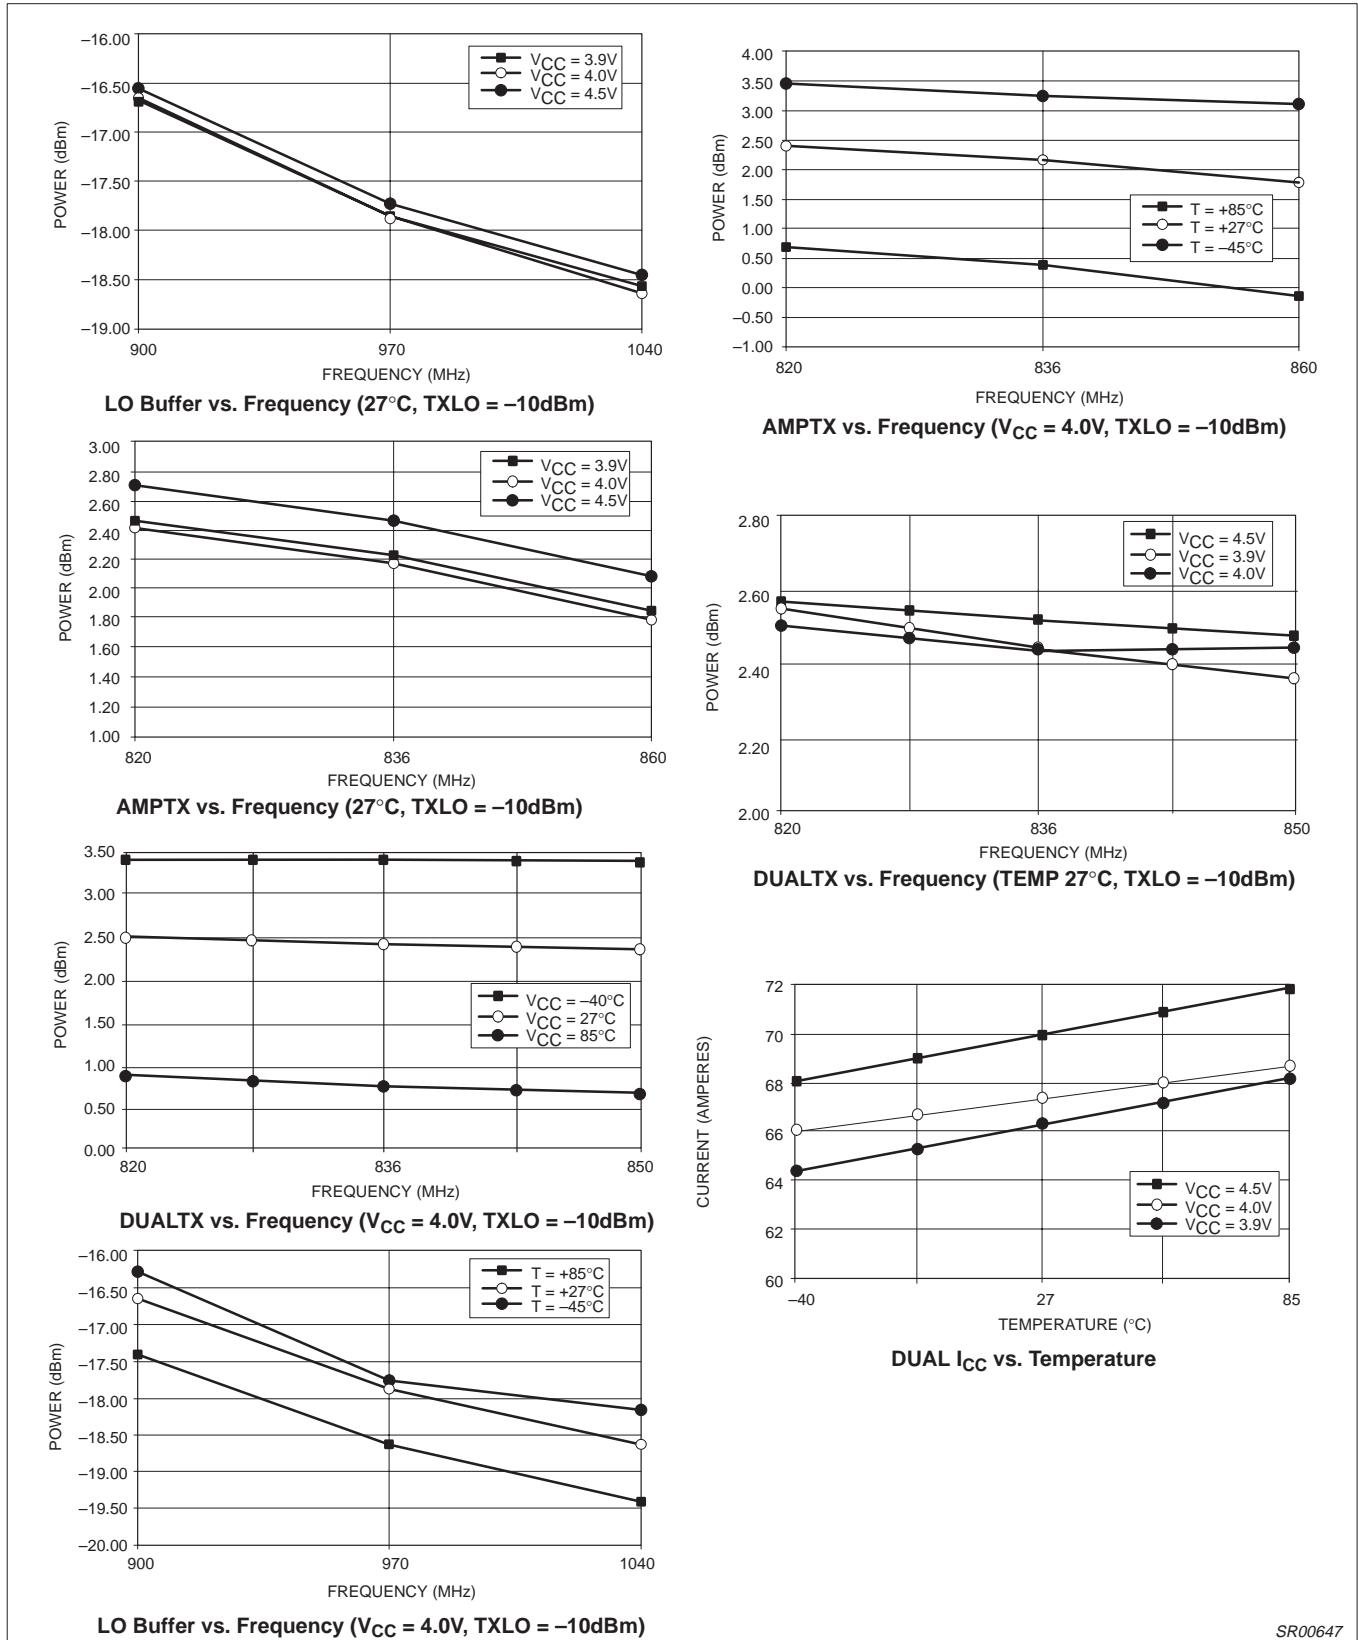 –16.00
–16.50
–17.00
–17.50
–18.00
–18.50
–19.00
POWER (dBm)
VCC = 3.9V
VCC = 4.0V
VCC = 4.5V
900
970
1040
FREQUENCY (MHz)
LO Buffer vs. Frequency (27°C, TXLO = –10dBm)
4.00
3.50
3.00
2.50
2.00
1.50
1.00
0.50
0.00
–0.50
–1.00
POWER (dBm)
T = +85°C
T = +27°C
T = –45°C
820
836
860
FREQUENCY (MHz)
AMPTX vs. Frequency (VCC = 4.0V, TXLO = –10dBm)
3.00
2.80
2.60
2.40
2.20
2.00
1.80
1.60
1.40
1.20
1.00
POWER (dBm)
VCC = 3.9V
VCC = 4.0V
VCC = 4.5V
820
836
860
FREQUENCY (MHz)
AMPTX vs. Frequency (27°C, TXLO = –10dBm)
2.80
2.60
2.40
2.20
2.00
POWER (dBm)
VCC = 4.5V
VCC = 3.9V
VCC = 4.0V
820
836
850
FREQUENCY (MHz)
DUALTX vs. Frequency (TEMP 27°C, TXLO = –10dBm)
3.50
3.00
2.50
2.00
1.50
1.00
0.50
0.00
POWER (dBm)
VCC = –40°C
VCC = 27°C
VCC = 85°C
820
836
850
FREQUENCY (MHz)
DUALTX vs. Frequency (VCC = 4.0V, TXLO = –10dBm)
72
70
68
66
64
62
60
CURRENT (AMPERES)
VCC = 4.5V
VCC = 4.0V
VCC = 3.9V
–40
27
85
TEMPERATURE (°C)
DUAL ICC vs. Temperature
–16.00
–16.50
–17.00
–17.50
–18.00
–18.50
–19.00
–19.50
–20.00
POWER (dBm)
T = +85°C
T = +27°C
T = –45°C
900
970
1040
FREQUENCY (MHz)
LO Buffer vs. Frequency (VCC = 4.0V, TXLO = –10dBm)
SR00647